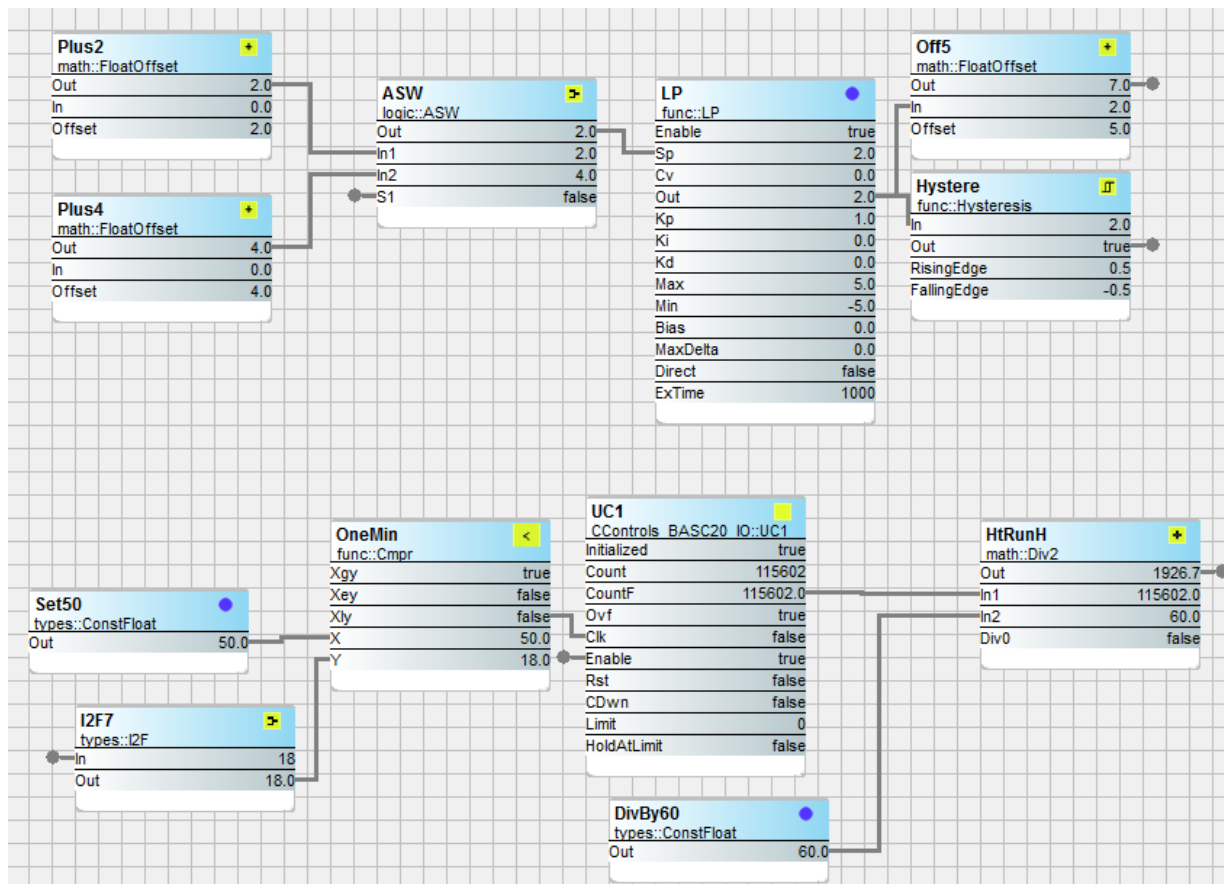 Plus2
math::FloatOffset
Out 2.0
In 0.0
Offset 2.0
Plus4
math::FloatOffset
Out 4.0
In 0.0
Offset 4.0
ASW
logic::ASW
Out 2.0
In1 2.0
In2 4.0
S1 false
LP
func::LP
Enable true
Sp 2.0
Cv 0.0
Out 2.0
Kp 1.0
Ki 0.0
Kd 0.0
Max 5.0
Min -5.0
Bias 0.0
MaxDelta 0.0
Direct false
ExTime 1000
Off5
math::FloatOffset
Out 7.0
In 2.0
Offset 5.0
Hystere
func::Hysteresis
In 2.0
Out true
RisingEdge 0.5
FallingEdge -0.5
Set50
types::ConstFloat
Out 50.0
I2F7
types::I2F
In 18
Out 18.0
OneMin
func::Cmpr
Xgy true
Xey false
Xly false
X 50.0
Y 18.0
UC1
CControls_BASC20_IO::UC1
Initialized true
Count 115602
CountF 115602.0
Ovf true
Clk false
Enable true
Rst false
CDwn false
Limit 0
HoldAtLimit false
DivBy60
types::ConstFloat
Out 60.0
HtRunH
math::Div2
Out 1926.7
In1 115602.0
In2 60.0
Div0 false